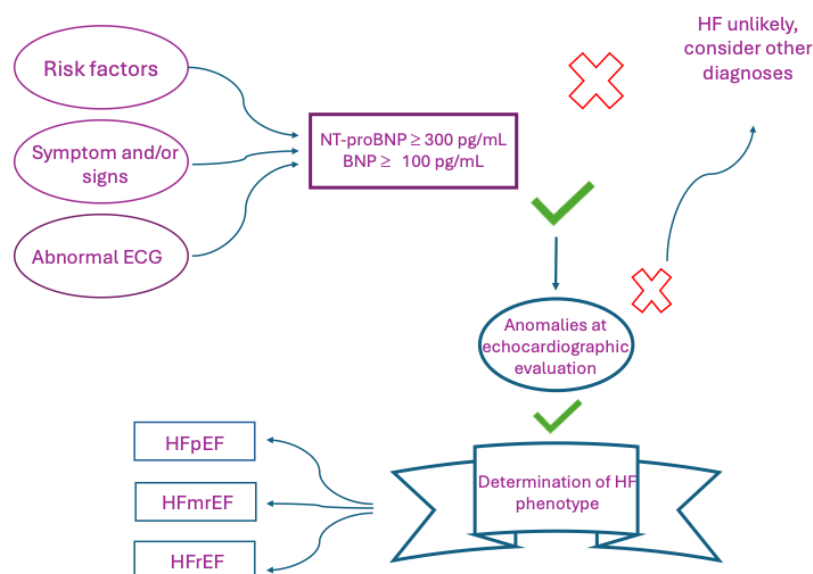 HF unlikely,
consider other
diagnoses
Risk factors
NT-proBNP ≥ 300 pg/mL
BNP ≥ 100 pg/mL
Symptom and/or
signs
Abnormal ECG
Anomalies at
echocardiographic
evaluation
Determination of HF
phenotype
HFpEF
HFmrEF
HFrEF